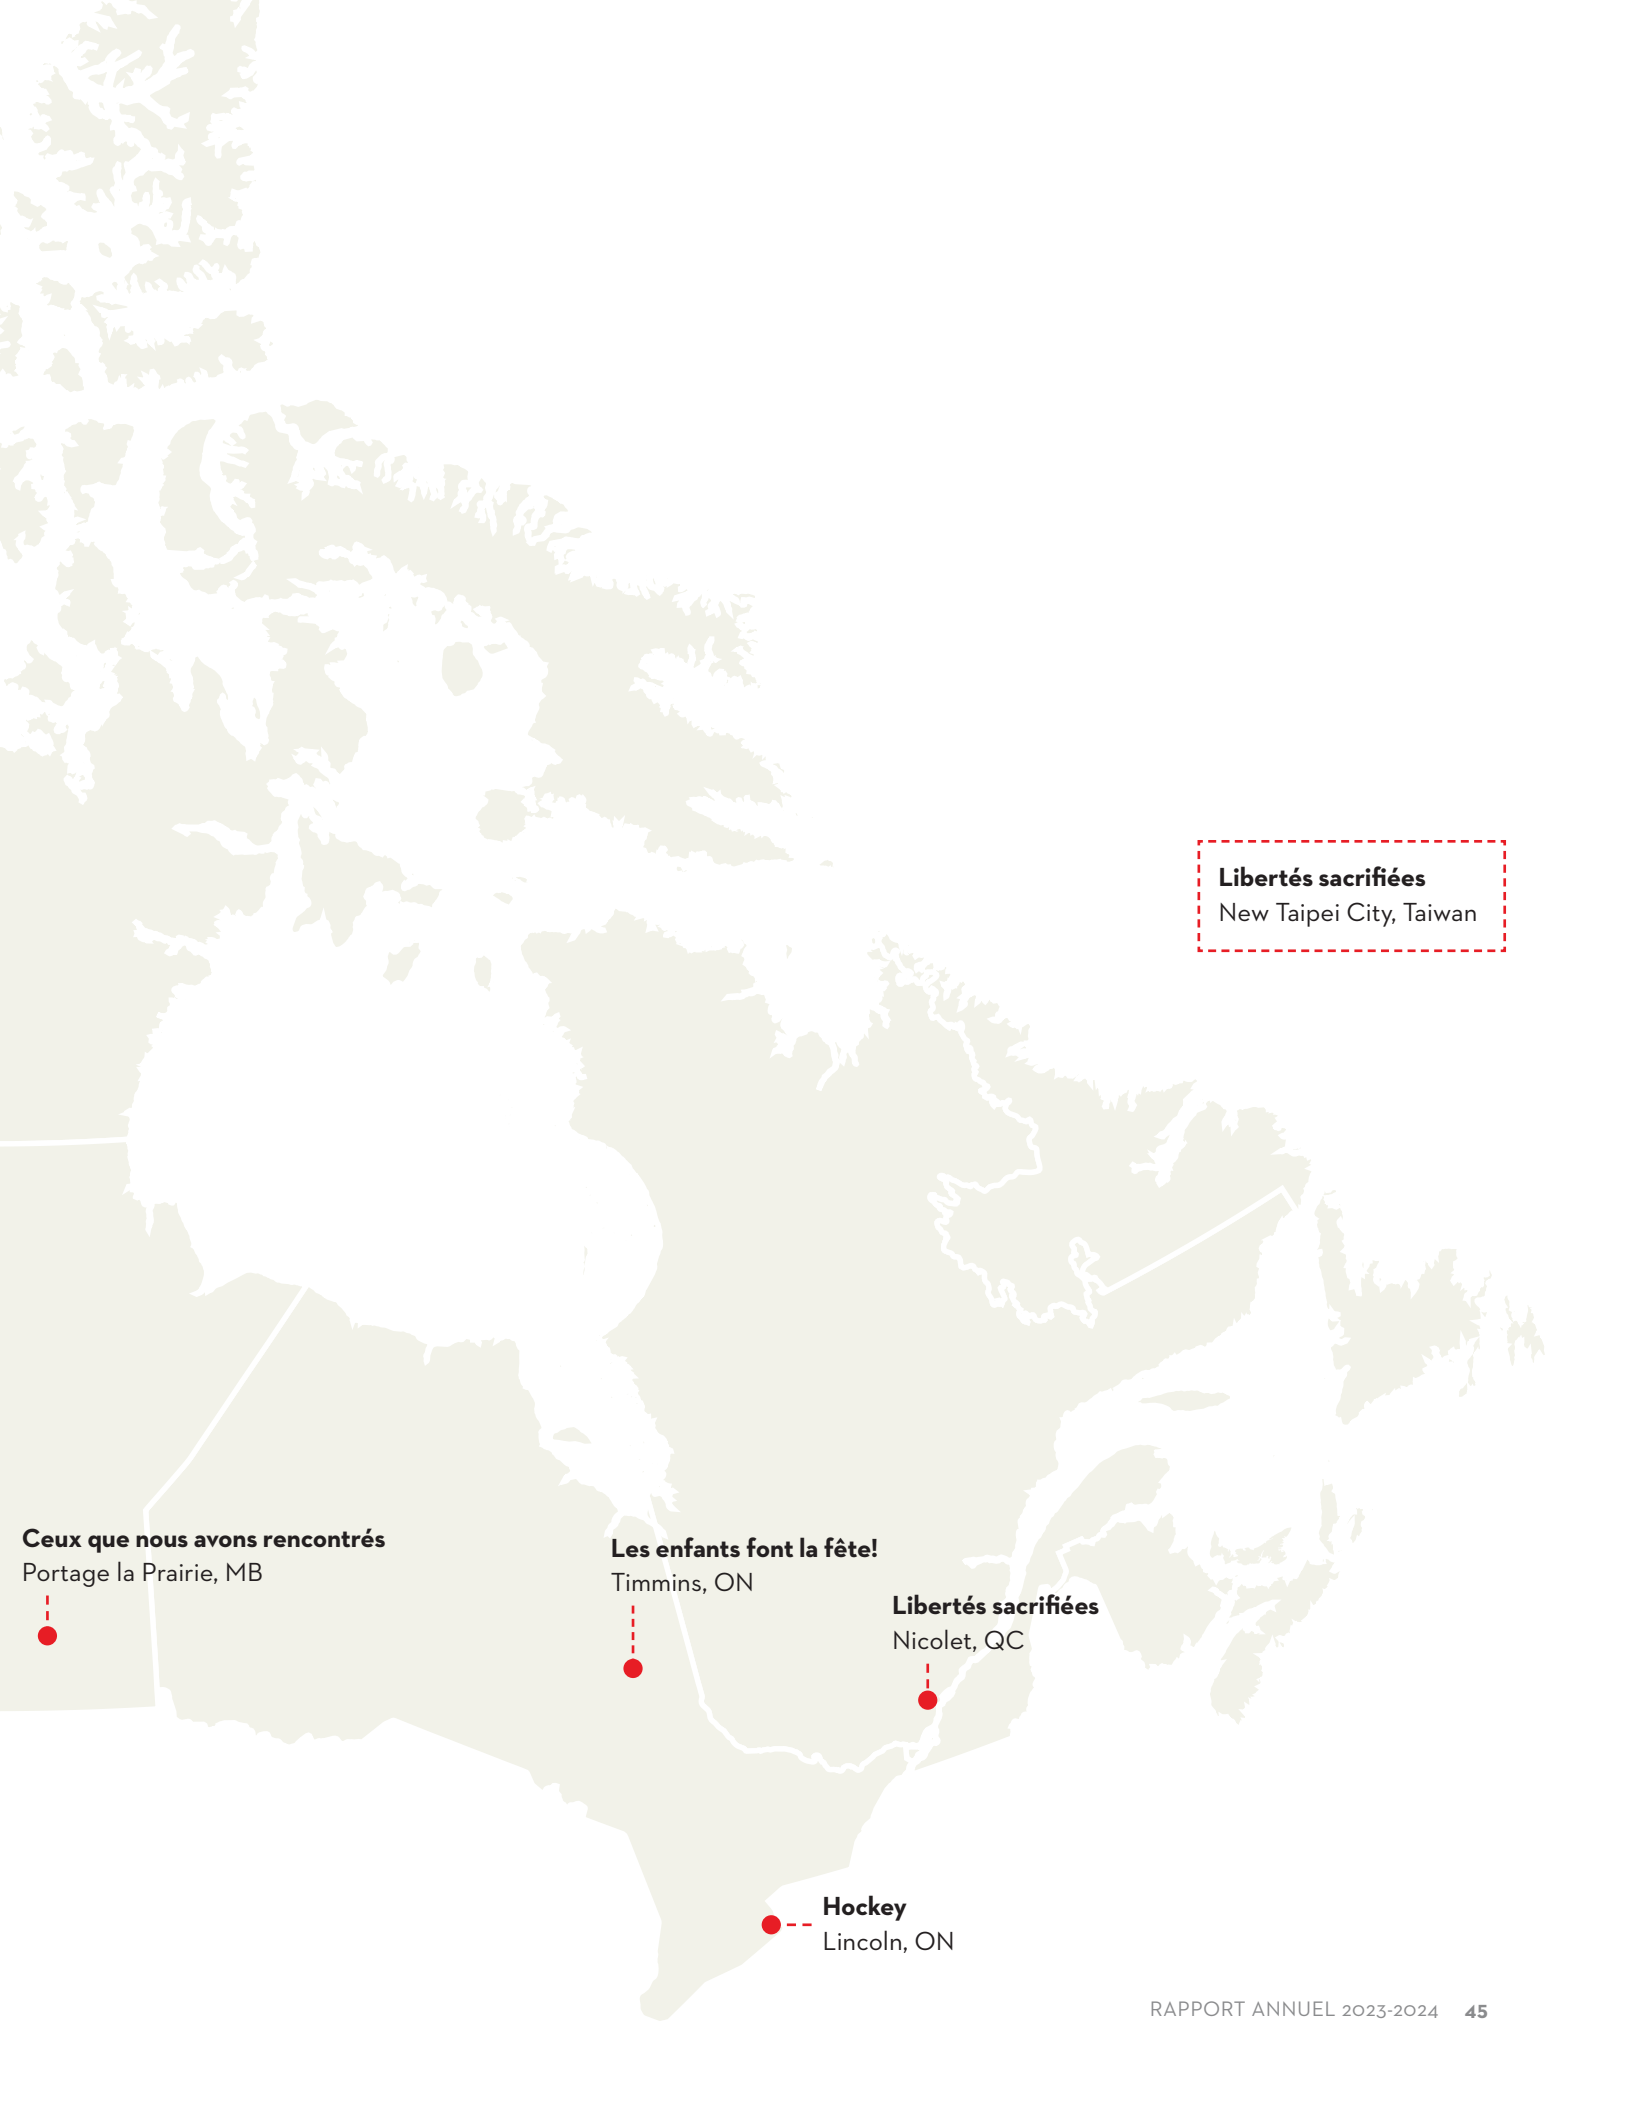 Libertés sacrifiées
New Taipei City, Taiwan
Ceux que nous avons rencontrés
Portage la Prairie, MB
Les enfants font la fête!
Timmins, ON
Libertés sacrifiées
Nicolet, QC
Hockey
Lincoln, ON
RAPPORT ANNUEL 2023-2024 45